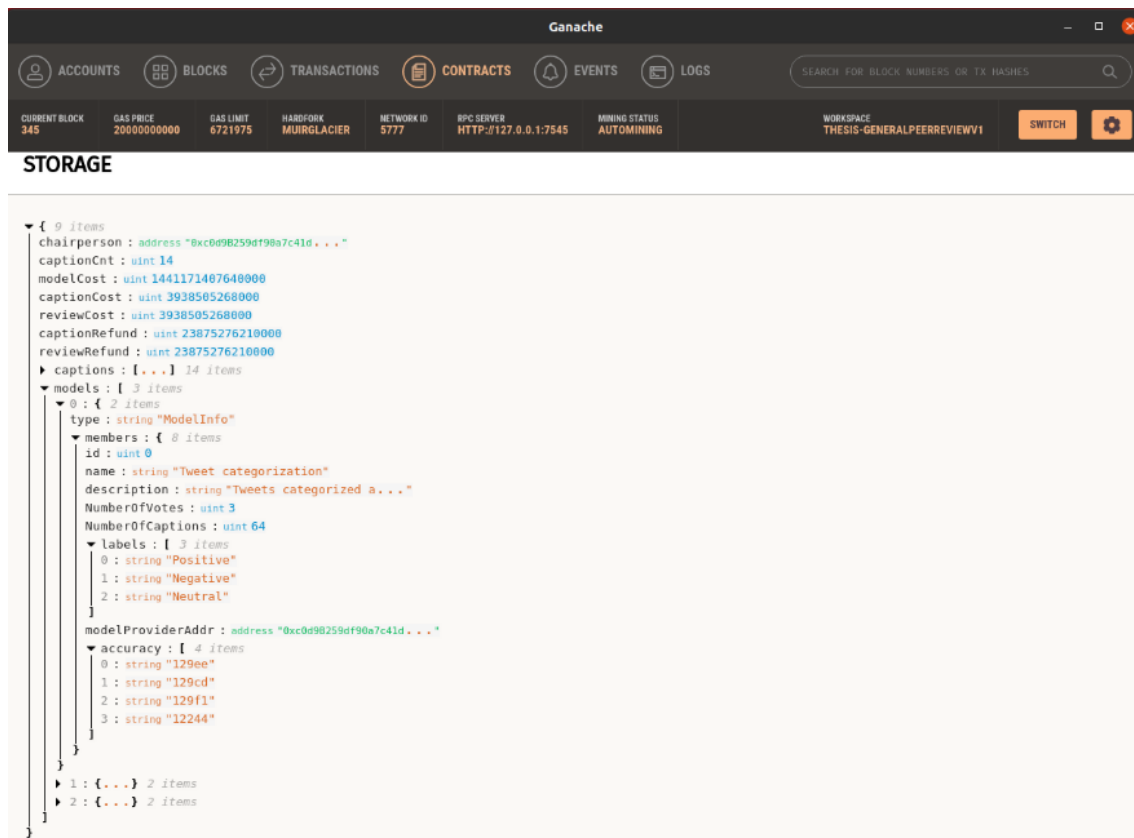 Ganache
ACCOUNTS BLOCKS TRANSACTIONS CONTRACTS EVENTS LOGS SEARCH FOR BLOCK NUMBERS OR TX HASHES
CURRENT BLOCK GAS PRICE GAS LIMIT HARDFORK NETWORK ID RPC SERVER MINING STATUS WORKSPACE
345 20000000000 6721975 MUIRGLACIER 5777 HTTP://127.0.0.1:7545 AUTOMINING THESIS-GENERALPEERREVIEWV1 SWITCH
STORAGE
{ 9 items
chairperson : address "0xc0d9B259df90a7c41d..."
captionCnt : uint 14
modelCost : uint 1441171407640000
captionCost : uint 3938505268000
reviewCost : uint 3938505268000
captionRefund : uint 23875276210000
reviewRefund : uint 23875276210000
captions : [...] 14 items
models : [ 3 items
0 : { 2 items
type : string "ModelInfo"
members : { 8 items
id : uint 0
name : string "Tweet categorization"
description : string "Tweets categorized a..."
NumberOfVotes : uint 3
NumberOfCaptions : uint 64
labels : [ 3 items
0 : string "Positive"
1 : string "Negative"
2 : string "Neutral"
]
modelProviderAddr : address "0xc0d9B259df90a7c41d..."
accuracy : [ 4 items
0 : string "129ee"
1 : string "129cd"
2 : string "129f1"
3 : string "12244"
]
}
}
1 : {...} 2 items
2 : {...} 2 items
]
}